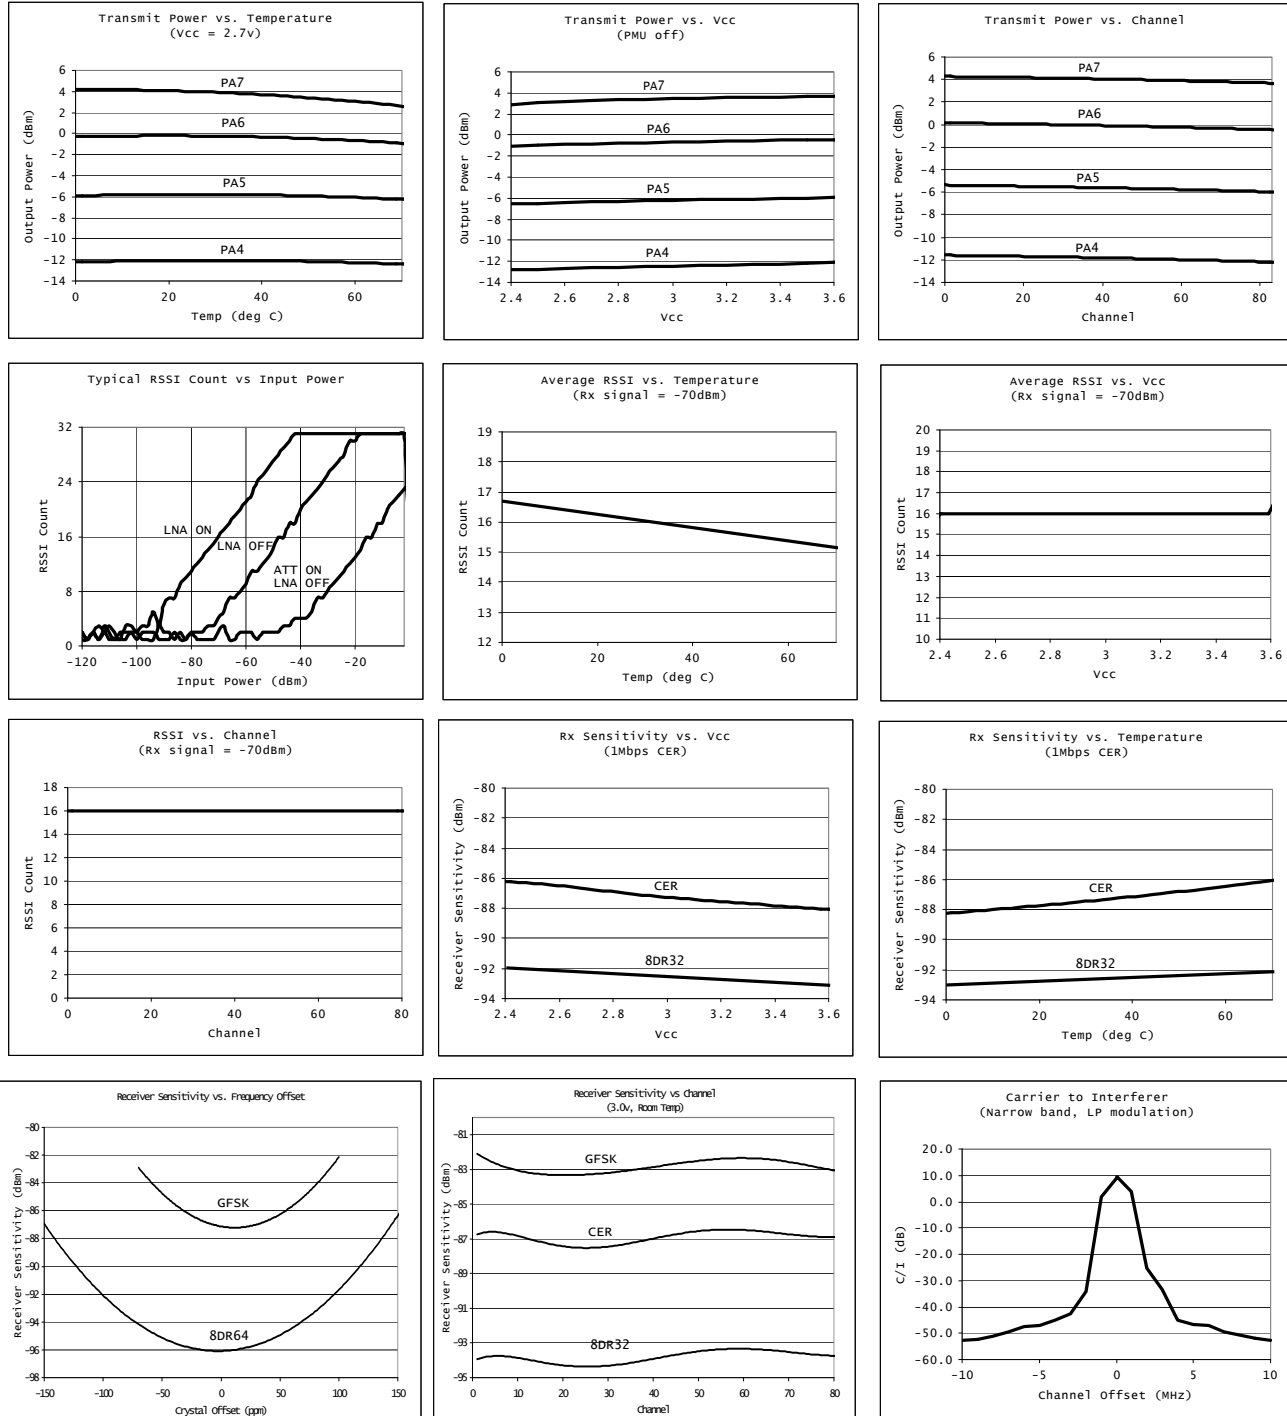 Transmit Power vs. Temperature
(Vcc = 2.7v)
Output Power (dBm)
6
4
2
0
-2
-4
-6
-8
-10
-12
-14
PA7
PA6
PA5
PA4
0 20 40 60
Temp (deg C)
Transmit Power vs. Vcc
(PMU off)
Output Power (dBm)
6
4
2
0
-2
-4
-6
-8
-10
-12
-14
PA7
PA6
PA5
PA4
2.4 2.6 2.8 3 3.2 3.4 3.6
Vcc
Transmit Power vs. Channel
Output Power (dBm)
6
4
2
0
-2
-4
-6
-8
-10
-12
-14
PA7
PA6
PA5
PA4
0 20 40 60 80
Channel
Typical RSSI Count vs Input Power
RSSI Count
32
24
16
8
0
LNA ON
LNA OFF
ATT ON
LNA OFF
-120 -100 -80 -60 -40 -20
Input Power (dBm)
Average RSSI vs. Temperature
(Rx signal = -70dBm)
RSSI Count
19
18
17
16
15
14
13
12
0 20 40 60
Temp (deg C)
Average RSSI vs. Vcc
(Rx signal = -70dBm)
RSSI Count
20
19
18
17
16
15
14
13
12
11
10
2.4 2.6 2.8 3 3.2 3.4 3.6
Vcc
RSSI vs. Channel
(Rx signal = -70dBm)
RSSI Count
18
16
14
12
10
8
6
4
2
0
0 20 40 60 80
Channel
Rx Sensitivity vs. Vcc
(1Mbps CER)
Receiver Sensitivity (dBm)
-80
-82
-84
-86
-88
-90
-92
-94
CER
8DR32
2.4 2.6 2.8 3 3.2 3.4 3.6
Vcc
Rx Sensitivity vs. Temperature
(1Mbps CER)
Receiver Sensitivity (dBm)
-80
-82
-84
-86
-88
-90
-92
-94
CER
8DR32
0 20 40 60
Temp (deg C)
Receiver Sensitivity vs. Frequency Offset
Receiver Sensitivity (dBm)
-80
-82
-84
-86
-88
-90
-92
-94
-96
-98
GFSK
8DR64
-150 -100 -50 0 50 100 150
Crystal Offset (ppm)
Receiver Sensitivity vs Channel
(3.0v, Room Temp)
Receiver Sensitivity (dBm)
-81
-83
-85
-87
-89
-91
-93
-95
GFSK
CER
8DR32
0 10 20 30 40 50 60 70 80
Channel
Carrier to Interferer
(Narrow band, LP modulation)
C/I (dB)
20.0
10.0
0.0
-10.0
-20.0
-30.0
-40.0
-50.0
-60.0
-10 -5 0 5 10
Channel Offset (MHz)